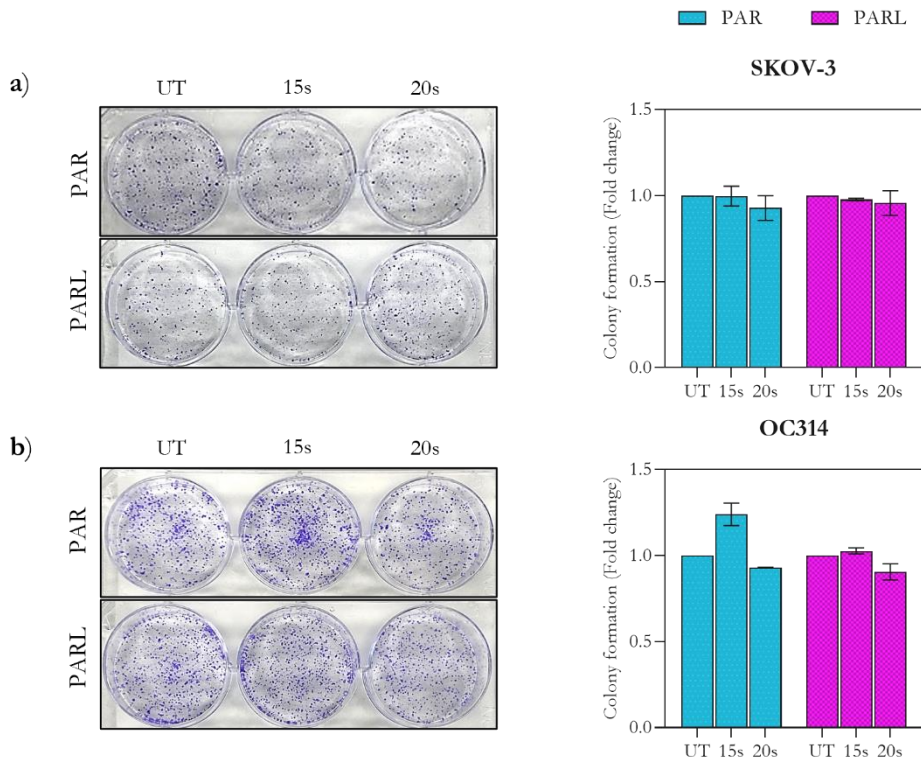 PAR PARL
a)
UT 15s 20s
PAR
PARL
SKOV-3
Colony formation (Fold change)
1.5
1.0
0.5
0.0
UT 15s 20s UT 15s 20s
b)
UT 15s 20s
PAR
PARL
OC314
Colony formation (Fold change)
1.5
1.0
0.5
0.0
UT 15s 20s UT 15s 20s